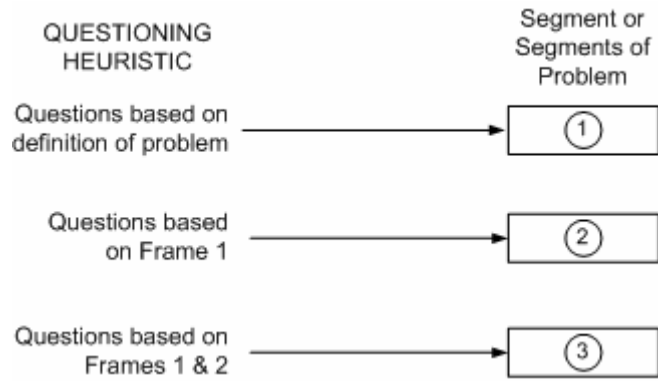 QUESTIONING
HEURISTIC
Segment or
Segments of
Problem
Questions based on
definition of problem
1
Questions based
on Frame 1
2
Questions based on
Frames 1 & 2
3